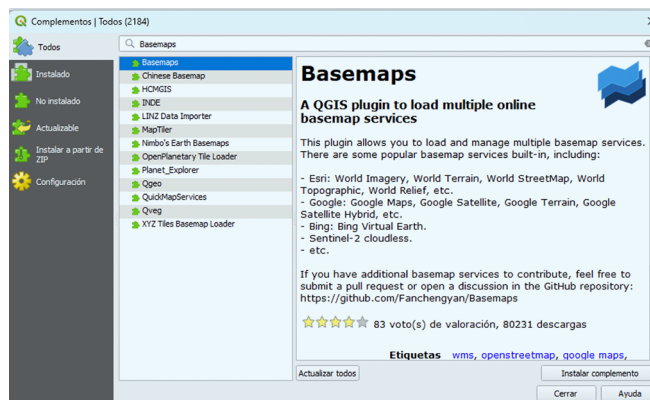 Complementos | Todos (2184)
Todos
Instalado
No instalado
Actualizable
Instalar a partir de
ZIP
Configuración
Basemaps
Basemaps
Chinese Basemap
HCMGIS
INDE
LINZ Data Importer
MapTiler
Nimbo's Earth Basemaps
OpenPlanetary Tile Loader
Planet_Explorer
Qgeo
QuickMapServices
Qveg
XYZ Tiles Basemap Loader
Basemaps
A QGIS plugin to load multiple online
basemap services
This plugin allows you to load and manage multiple basemap services.
There are some popular basemap services built-in, including:
- Esri: World Imagery, World Terrain, World StreetMap, World
Topographic, World Relief, etc.
- Google: Google Maps, Google Satellite, Google Terrain, Google
Satellite Hybrid, etc.
- Bing: Bing Virtual Earth.
- Sentinel-2 cloudless.
- etc.
If you have additional basemap services to contribute, feel free to
submit a pull request or open a discussion in the GitHub repository:
https://github.com/Fanchengyan/Basemaps
83 voto(s) de valoración, 80231 descargas
Etiquetas wms, openstreetmap, google maps,
Actualizar todos
Instalar complemento
Cerrar
Ayuda